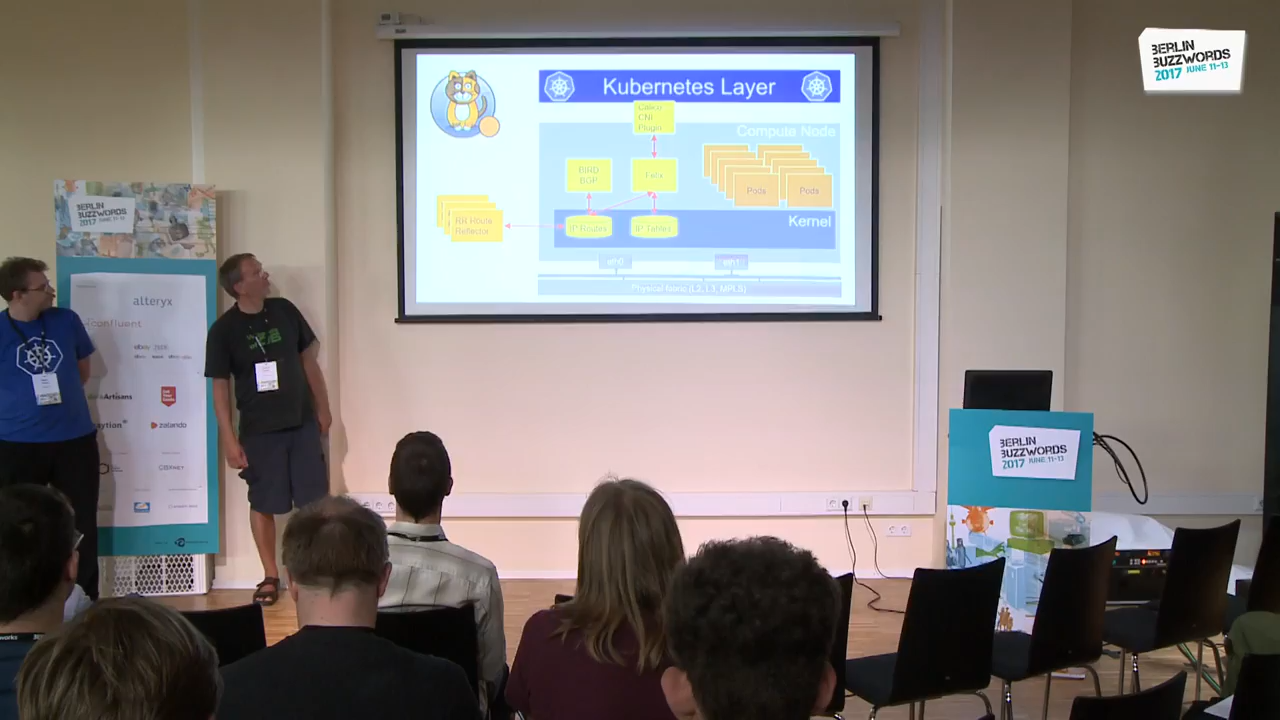 BERLIN
BUZZWORDS
2017 JUNE 11-13
Kubernetes Layer
Calico
CNI
Plugin
Compute Node
BIRD
BGP
Felix
Pods
Pods
RR Route
Reflector
IP Routes
IP Tables
Kernel
eth0
eth1
Physical fabric (L2, L3, MPLS)
BERLIN
BUZZWORDS
2017
alteryx
confluent
zalando
BERLIN
BUZZWORDS
2017 JUNE 11-13